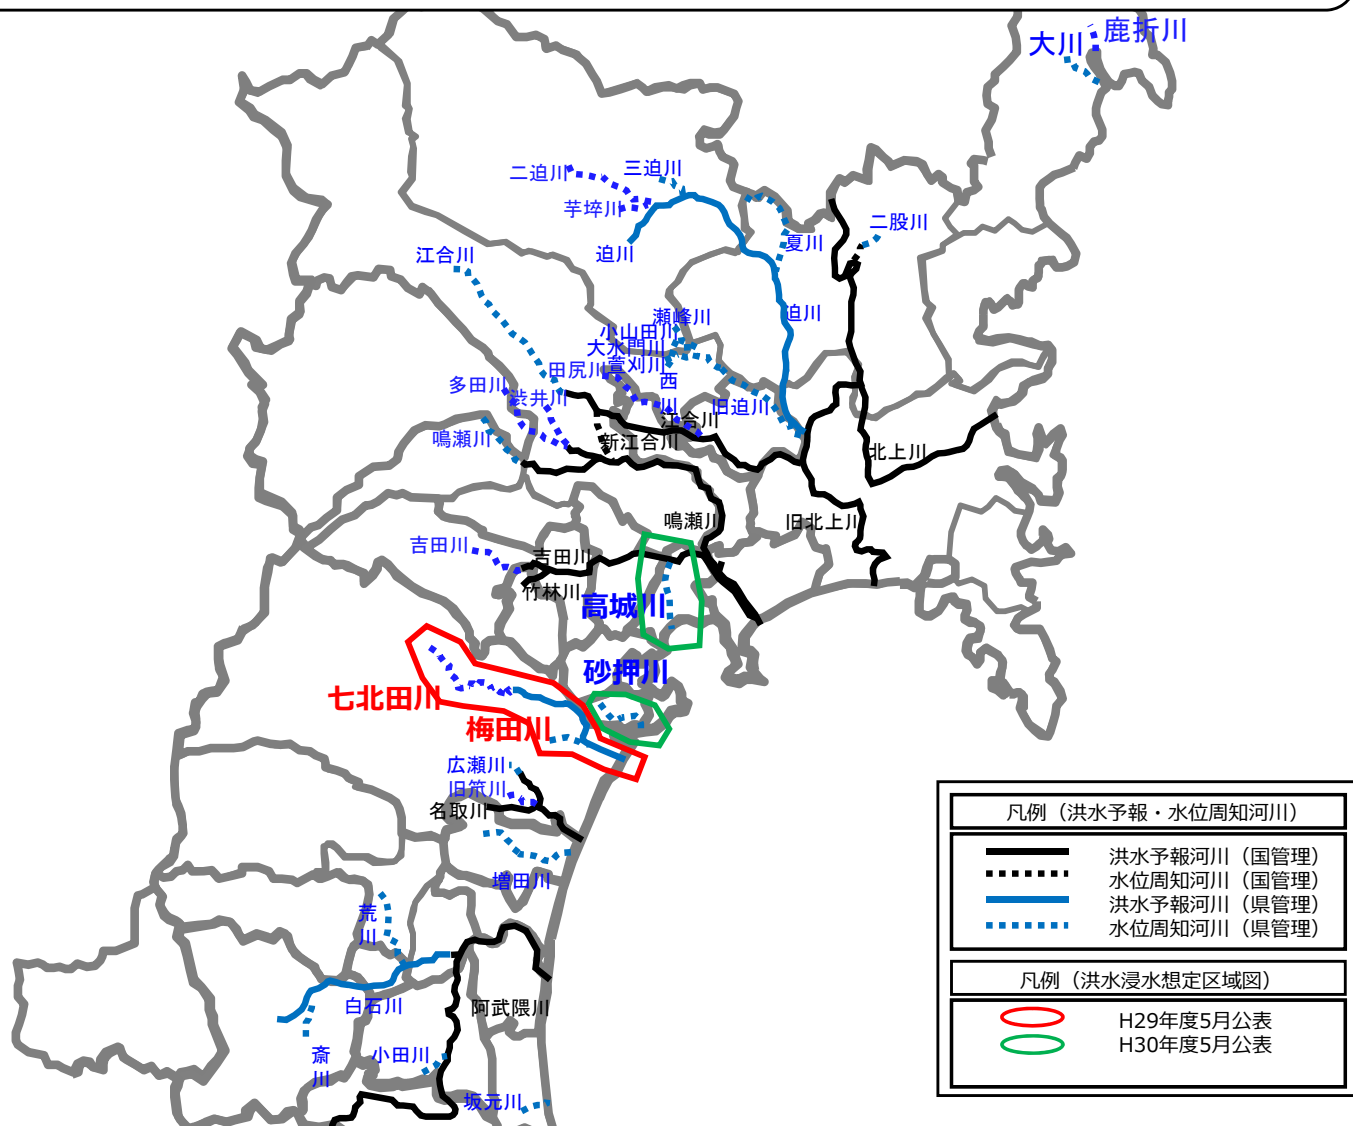 鹿折川
大川
二迫川
三迫川
芋埣川
二股川
夏川
江合川
迫川
迫川
瀬峰川
小山田川
大水門川
萱刈川
田尻川
西川
多田川
渋井川
旧迫川
江合川
鳴瀬川
新江合川
北上川
鳴瀬川
旧北上川
吉田川
吉田川
竹林川
高城川
砂押川
七北田川
梅田川
広瀬川
旧笊川
名取川
増田川
荒川
白石川
阿武隈川
斎川
小田川
坂元川
凡例（洪水予報・水位周知河川）
洪水予報河川（国管理）
水位周知河川（国管理）
洪水予報河川（県管理）
水位周知河川（県管理）
凡例（洪水浸水想定区域図）
H29年度5月公表
H30年度5月公表